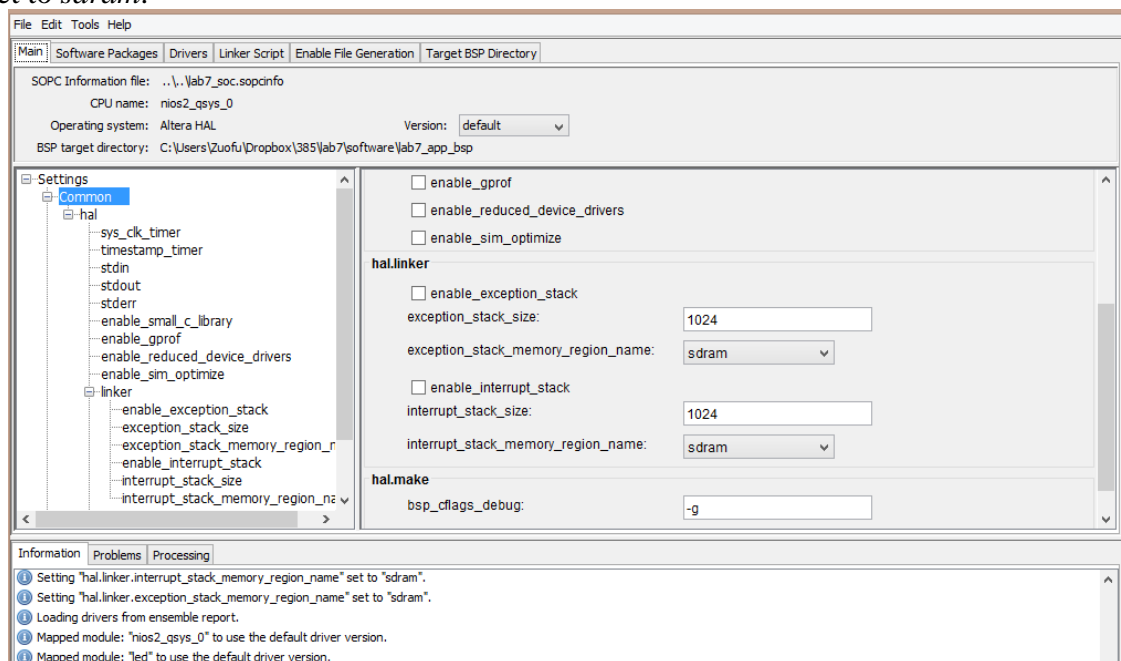 et to sdram.
File Edit Tools Help
Main Software Packages Drivers Linker Script Enable File Generation Target BSP Directory
SOPC Information file: ..\..\lab7_soc.sopcinfo
CPU name: nios2_qsys_0
Operating system: Altera HAL Version: default
BSP target directory: C:\Users\Zuofu\Dropbox\385\lab7\software\lab7_app_bsp
Settings
Common
hal
sys_clk_timer
timestamp_timer
stdin
stdout
stderr
enable_small_c_library
enable_gprof
enable_reduced_device_drivers
enable_sim_optimize
linker
enable_exception_stack
exception_stack_size
exception_stack_memory_region_n
enable_interrupt_stack
interrupt_stack_size
interrupt_stack_memory_region_na
enable_gprof
enable_reduced_device_drivers
enable_sim_optimize
hal.linker
enable_exception_stack
exception_stack_size: 1024
exception_stack_memory_region_name: sdram
enable_interrupt_stack
interrupt_stack_size: 1024
interrupt_stack_memory_region_name: sdram
hal.make
bsp_cflags_debug: -g
Information Problems Processing
Setting "hal.linker.interrupt_stack_memory_region_name" set to "sdram".
Setting "hal.linker.exception_stack_memory_region_name" set to "sdram".
Loading drivers from ensemble report.
Mapped module: "nios2_qsys_0" to use the default driver version.
Mapped module: "led" to use the default driver version.